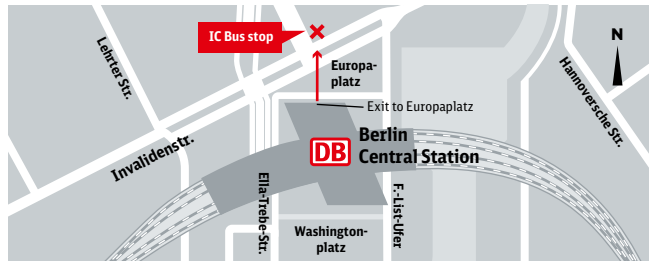 IC Bus stop
N
Lehrter Str.
Europa-
platz
Hannoversche Str.
Exit to Europaplatz
Invalidenstr.
DB
Berlin
Central Station
Ella-Trebe-Str.
F.-List-Ufer
Washington-
platz